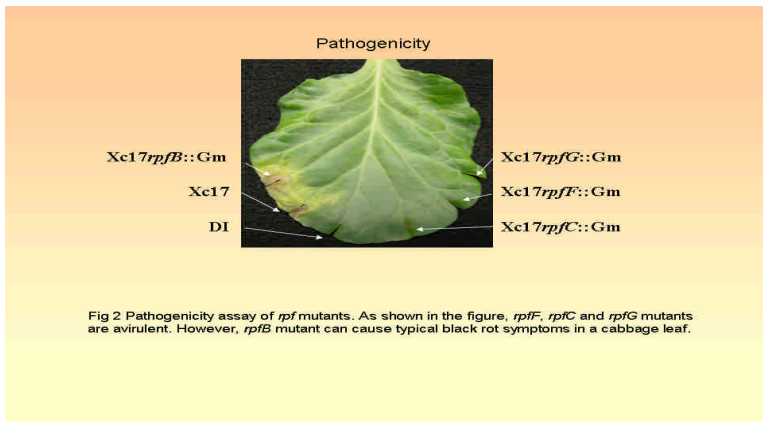 Pathogenicity
Xc17rpfB::Gm
Xc17
DI
Xc17rpfG::Gm
Xc17rpfF::Gm
Xc17rpfC::Gm
Fig 2 Pathogenicity assay of rpf mutants. As shown in the figure, rpfF, rpfC and rpfG mutants
are avirulent. However, rpfB mutant can cause typical black rot symptoms in a cabbage leaf.